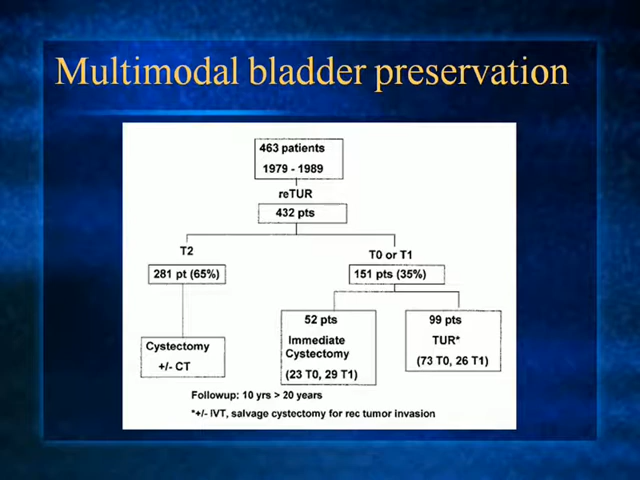 Multimodal bladder preservation
463 patients
1979 - 1989
reTUR
432 pts
T2
T0 or T1
281 pt (65%)
151 pts (35%)
52 pts
Immediate
Cystectomy
(23 T0, 29 T1)
99 pts
TUR*
(73 T0, 26 T1)
Cystectomy
+/- CT
Followup: 10 yrs > 20 years
*+/- IVT, salvage cystectomy for rec tumor invasion